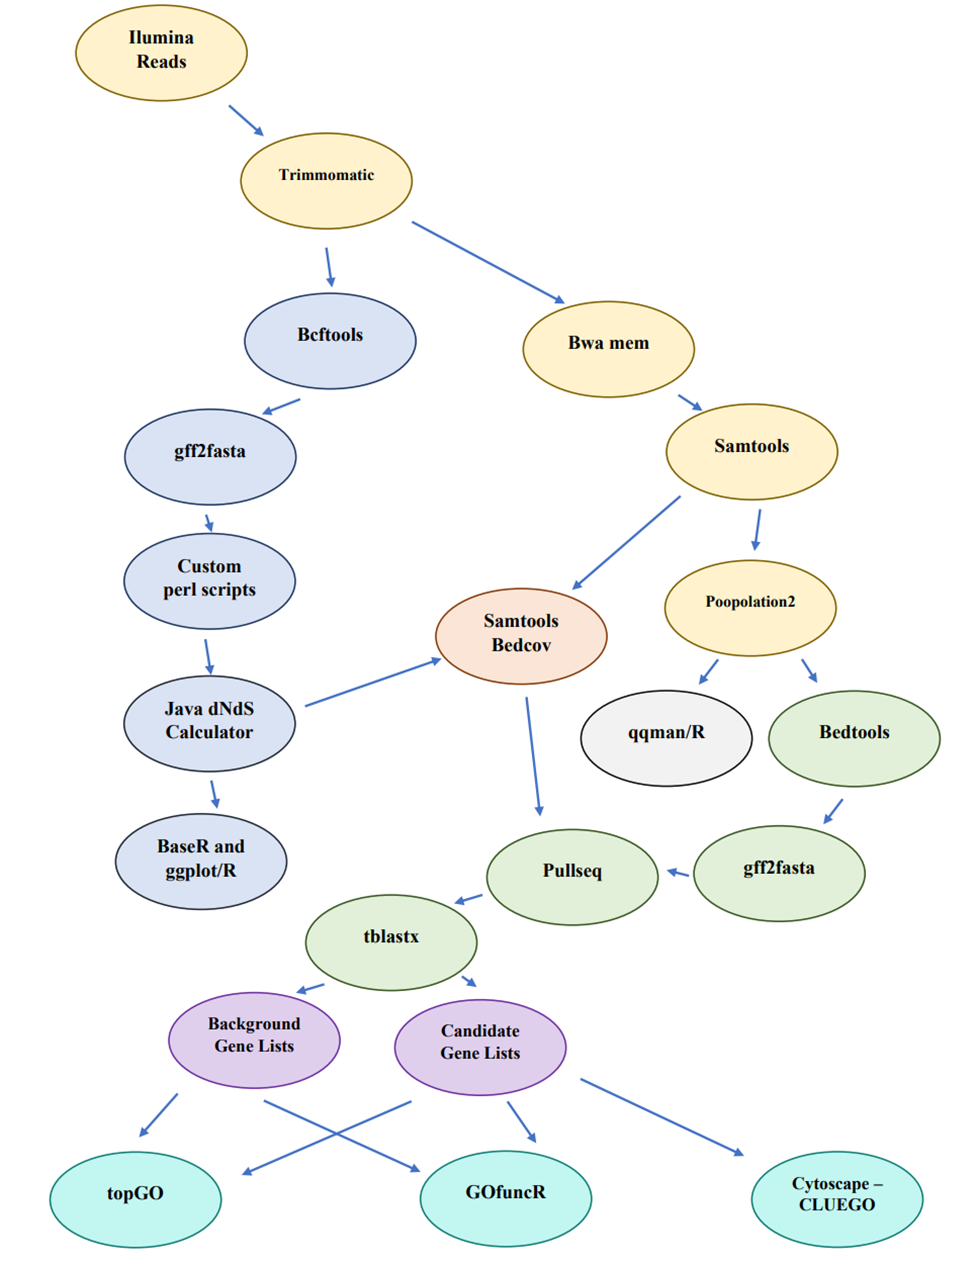 Ilumina
Reads
Trimmomatic
Bcftools
Bwa mem
gff2fasta
Samtools
Custom
perl scripts
Samtools
Bedcov
Poopolation2
Java dNdS
Calculator
qqman/R
Bedtools
BaseR and
ggplot/R
Pullseq
gff2fasta
tblastx
Background
Gene Lists
Candidate
Gene Lists
topGO
GOfuncR
Cytoscape –
CLUEGO